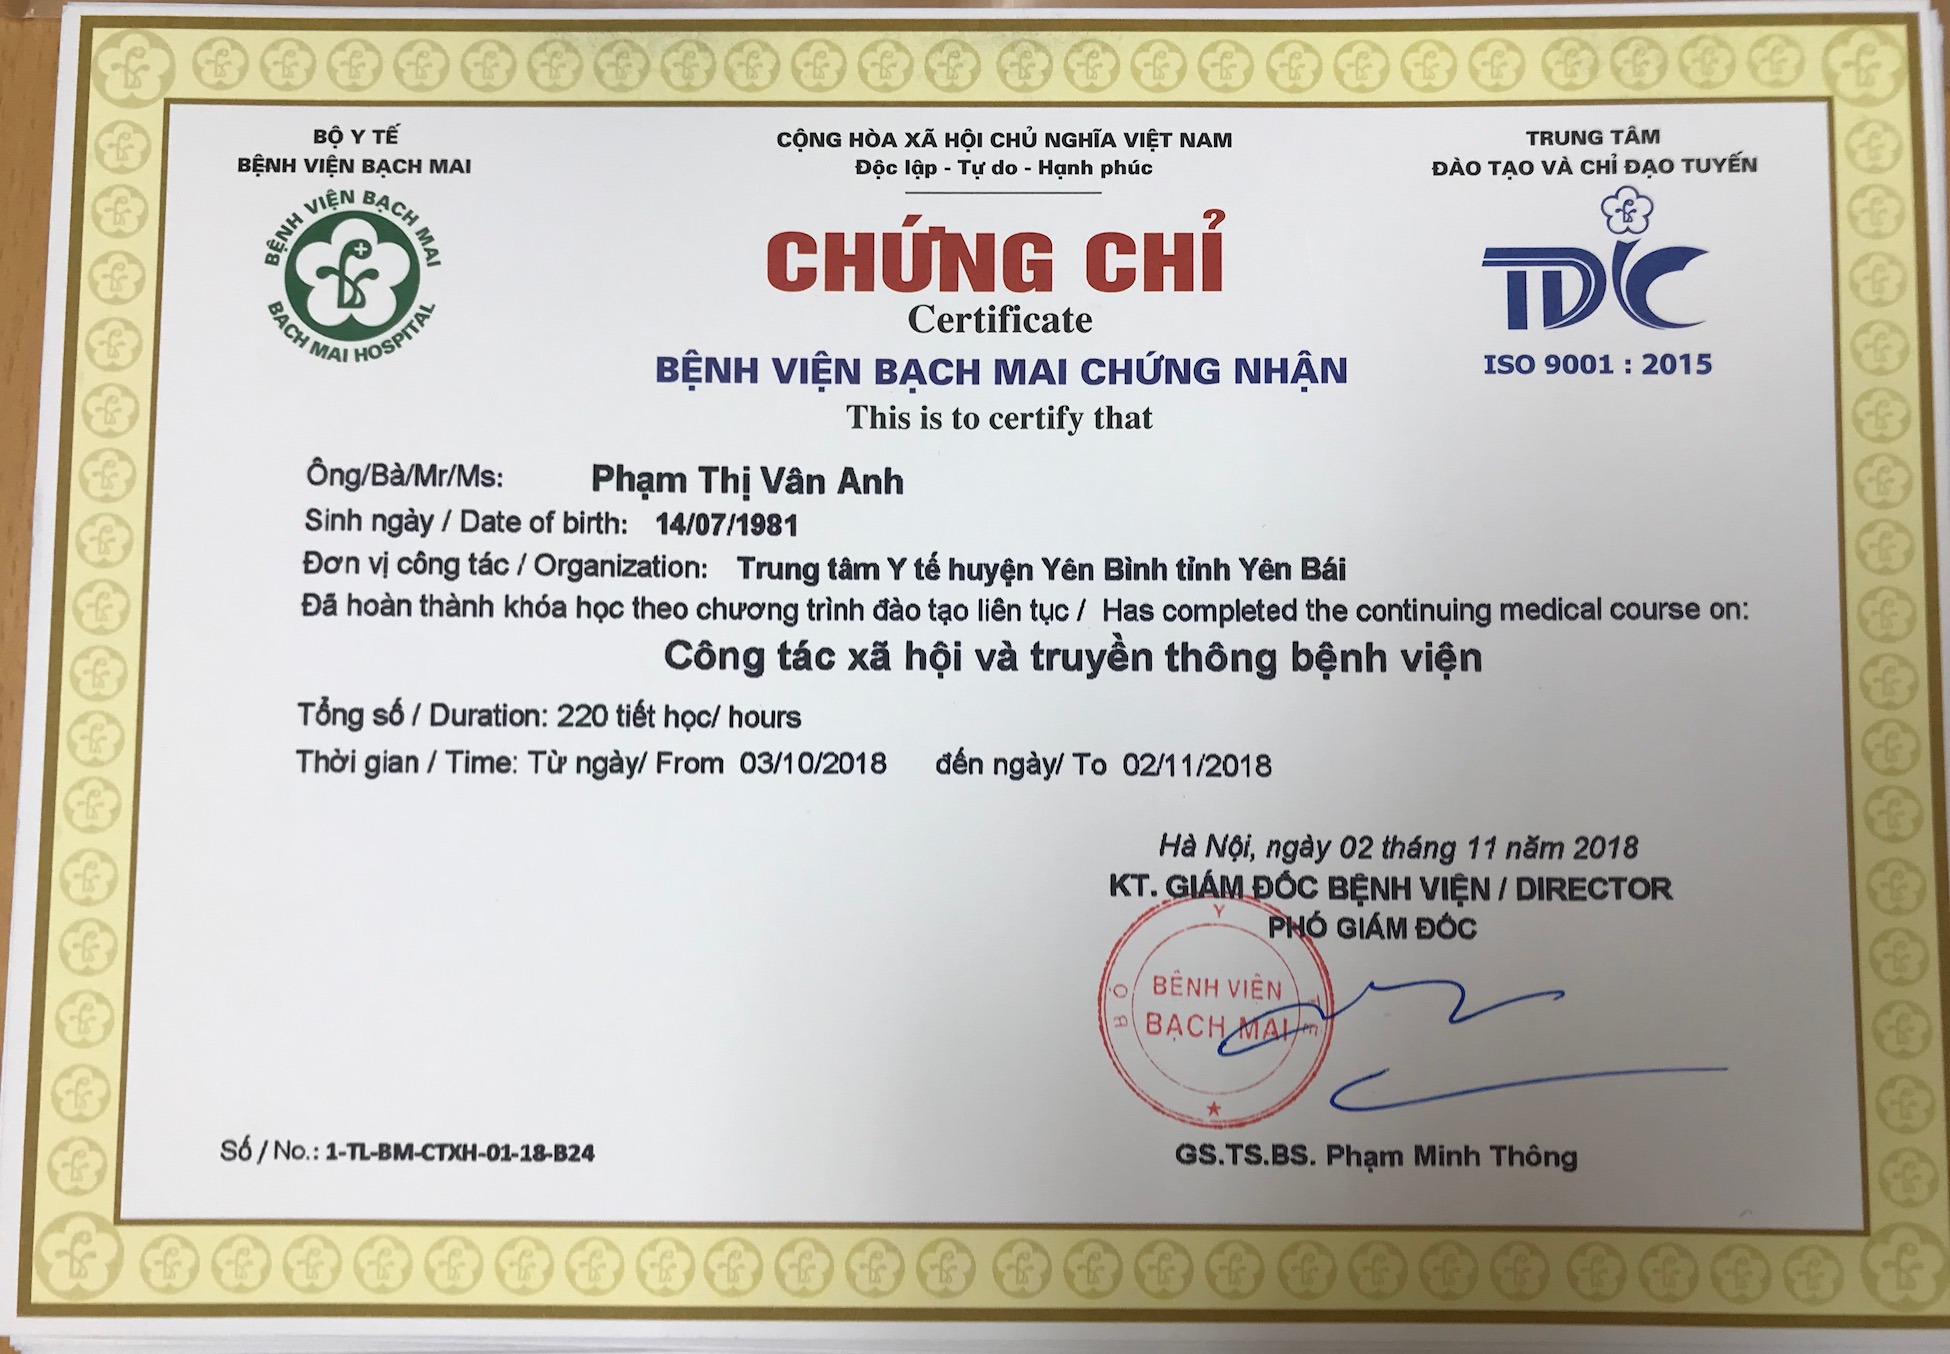 BỘ Y TẾ
BỆNH VIỆN BẠCH MAI
BỆNH VIỆN BẠCH MAI
BACH MAI HOSPITAL
CỘNG HÒA XÃ HỘI CHỦ NGHĨA VIỆT NAM
Độc lập - Tự do - Hạnh phúc
TRUNG TÂM
ĐÀO TẠO VÀ CHỈ ĐẠO TUYẾN
TDC
ISO 9001 : 2015
CHỨNG CHỈ
Certificate
BỆNH VIỆN BẠCH MAI CHỨNG NHẬN
This is to certify that
Ông/Bà/Mr/Ms: Phạm Thị Vân Anh
Sinh ngày / Date of birth: 14/07/1981
Đơn vị công tác / Organization: Trung tâm Y tế huyện Yên Bình tỉnh Yên Bái
Đã hoàn thành khóa học theo chương trình đào tạo liên tục / Has completed the continuing medical course on:
Công tác xã hội và truyền thông bệnh viện
Tổng số / Duration: 220 tiết học/ hours
Thời gian / Time: Từ ngày/ From 03/10/2018 đến ngày/ To 02/11/2018
Hà Nội, ngày 02 tháng 11 năm 2018
KT. GIÁM ĐỐC BỆNH VIỆN / DIRECTOR
PHÓ GIÁM ĐỐC
BỘ Y TẾ
BỆNH VIỆN
BẠCH MAI
GS.TS.BS. Phạm Minh Thông
Số / No.: 1-TL-BM-CTXH-01-18-B24